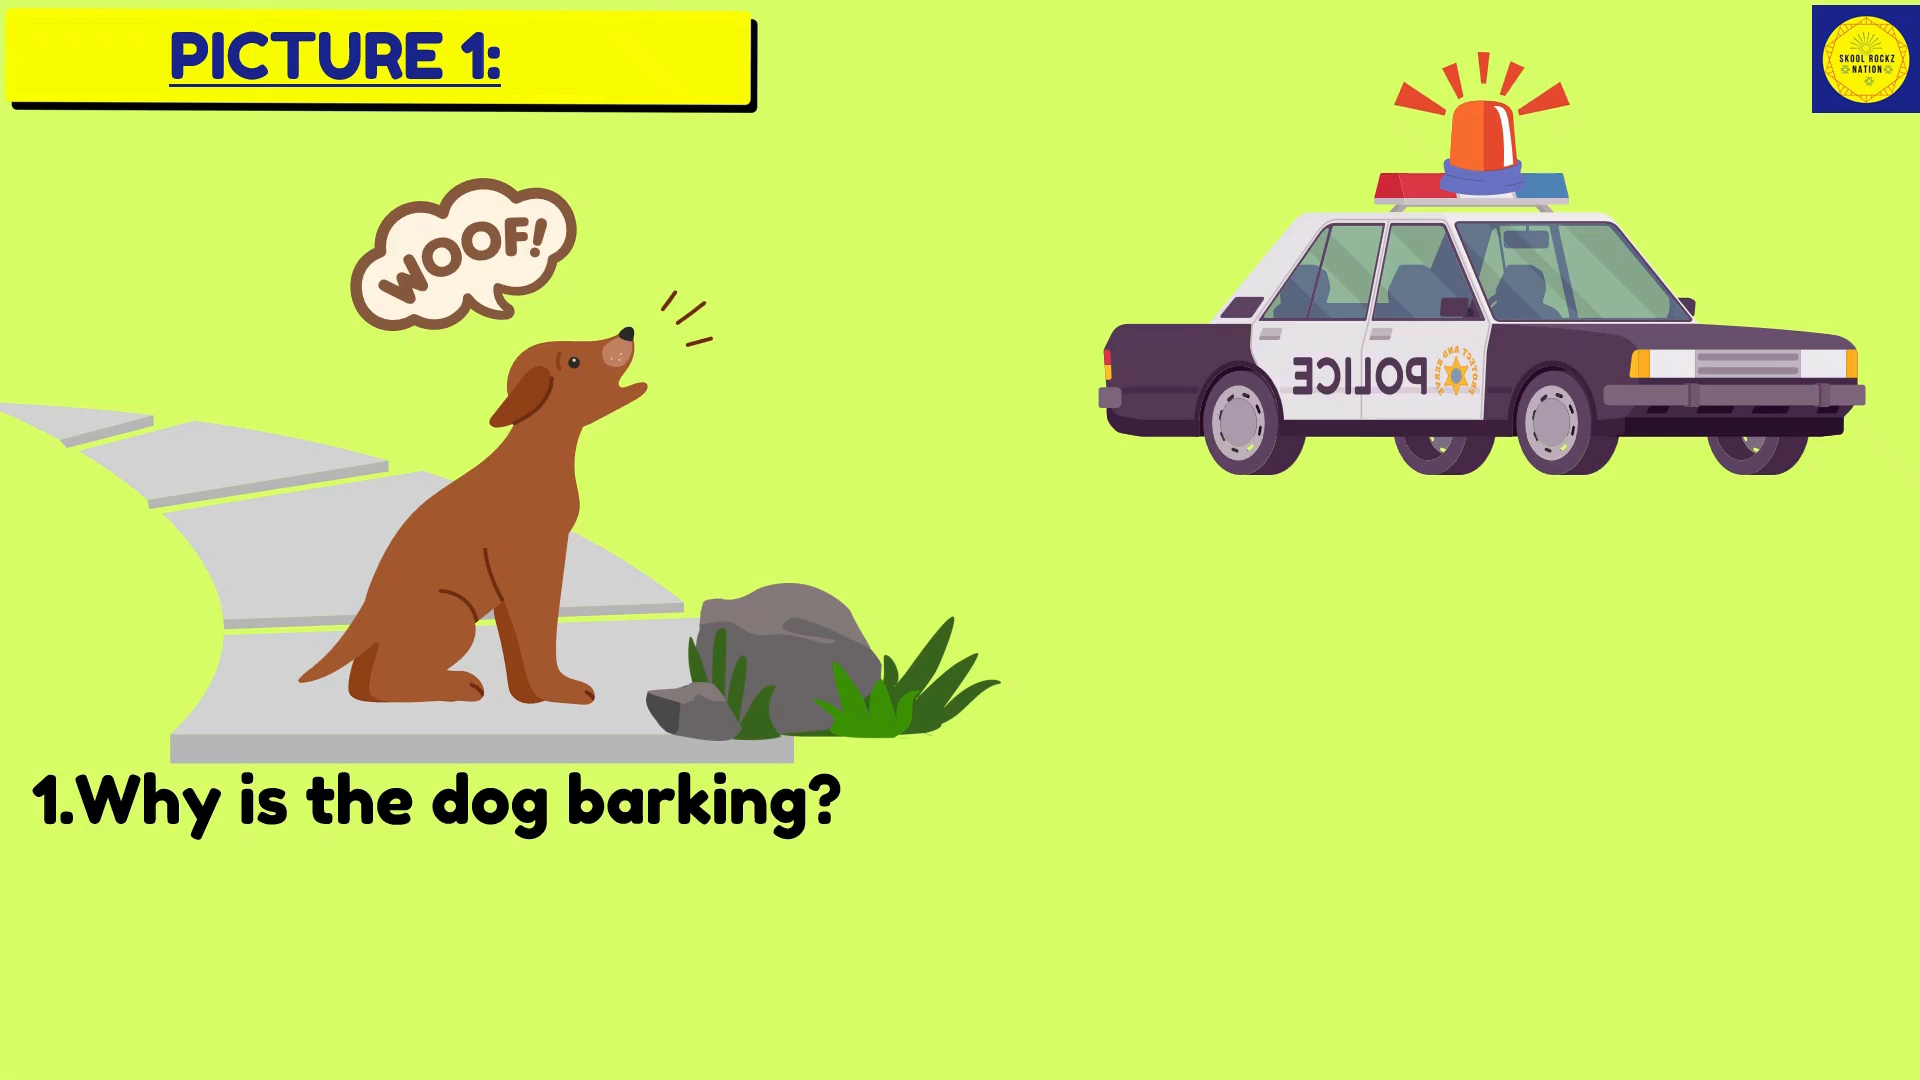 PICTURE 1:
SKOOL ROCKZ
NATION
WOOF!
POLICE
1.Why is the dog barking?